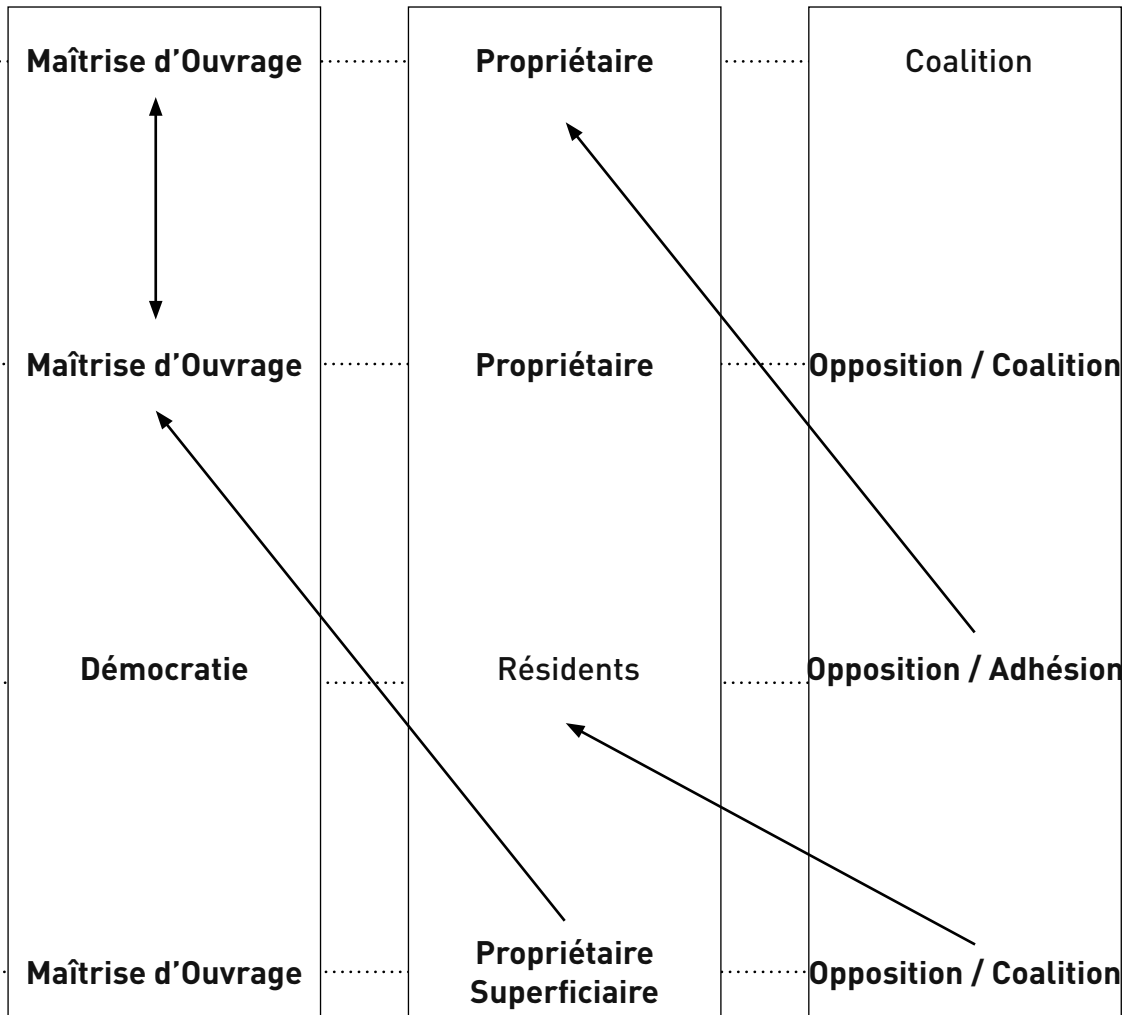 Maîtrise d'Ouvrage
Propriétaire
Coalition
Maîtrise d'Ouvrage
Propriétaire
Opposition / Coalition
Démocratie
Résidents
Opposition / Adhésion
Maîtrise d'Ouvrage
Propriétaire
Superficiaire
Opposition / Coalition